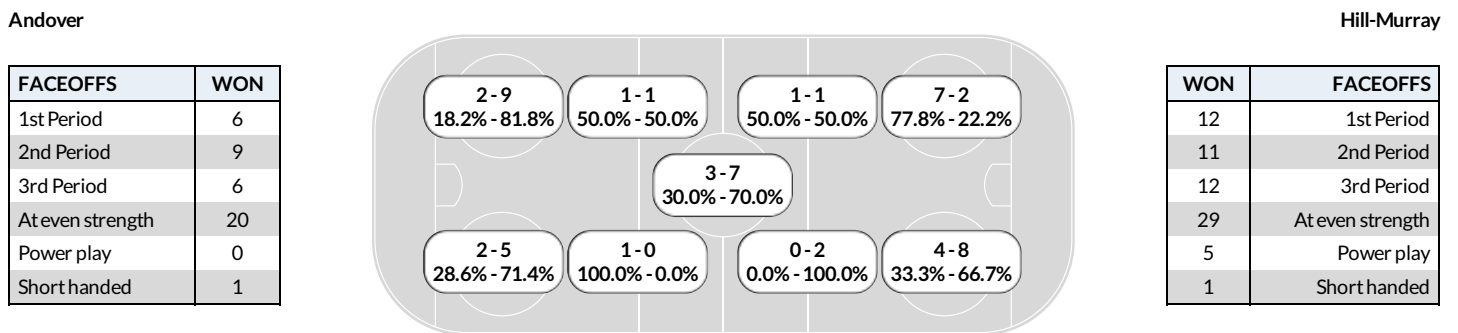 Andover
Hill-Murray
FACEOFFS WON
1st Period 6
2nd Period 9
3rd Period 6
At even strength 20
Power play 0
Short handed 1
2 - 9
18.2% - 81.8%
1 - 1
50.0% - 50.0%
1 - 1
50.0% - 50.0%
7 - 2
77.8% - 22.2%
3 - 7
30.0% - 70.0%
2 - 5
28.6% - 71.4%
1 - 0
100.0% - 0.0%
0 - 2
0.0% - 100.0%
4 - 8
33.3% - 66.7%
WON FACEOFFS
12 1st Period
11 2nd Period
12 3rd Period
29 At even strength
5 Power play
1 Short handed